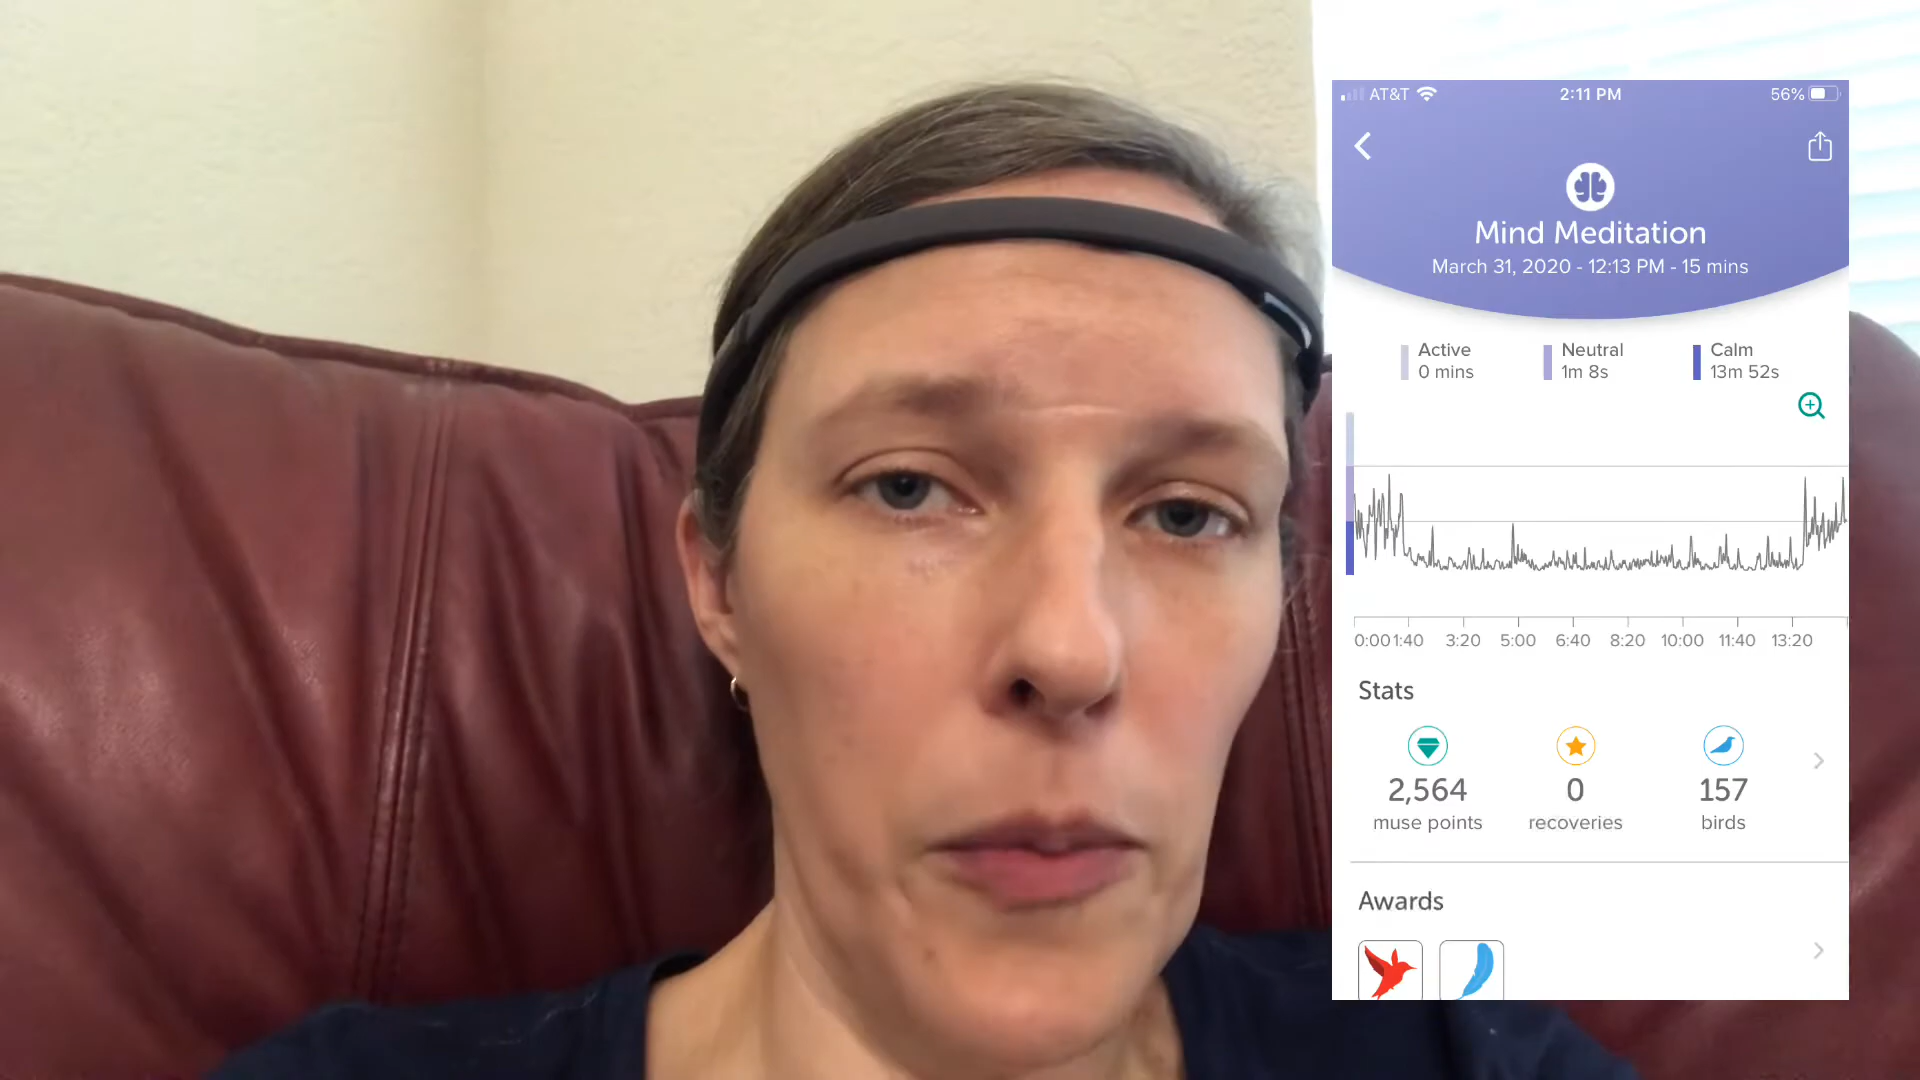 AT&T 2:11 PM 56%
Mind Meditation
March 31, 2020 - 12:13 PM - 15 mins
Active Neutral Calm
0 mins 1m 8s 13m 52s
0:00 1:40 3:20 5:00 6:40 8:20 10:00 11:40 13:20
Stats
2,564 0 157
muse points recoveries birds
Awards